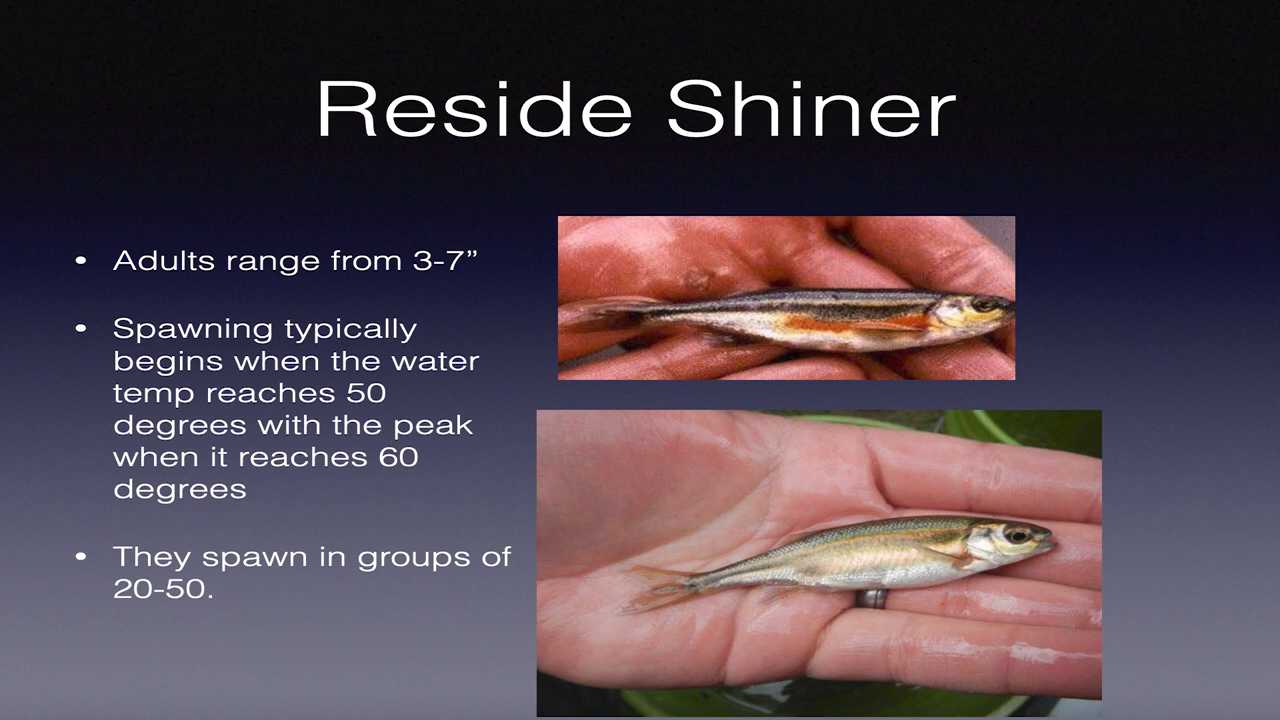 Reside Shiner
• Adults range from 3-7”
• Spawning typically
begins when the water
temp reaches 50
degrees with the peak
when it reaches 60
degrees
• They spawn in groups of
20-50.